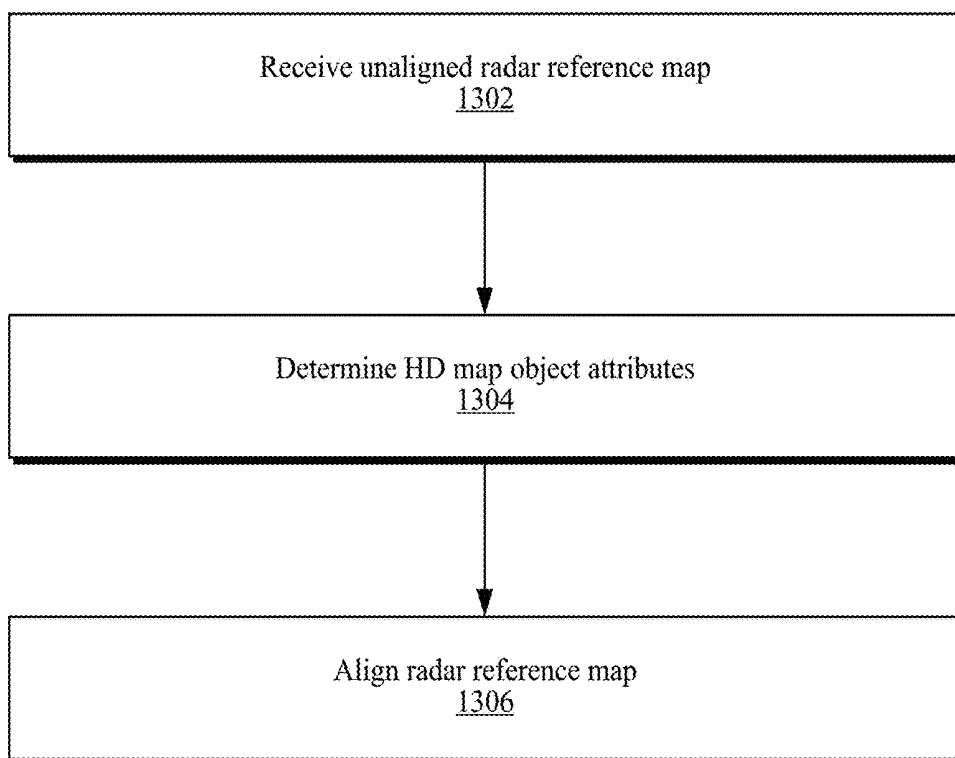 Receive unaligned radar reference map
1302
Determine HD map object attributes
1304
Align radar reference map
1306